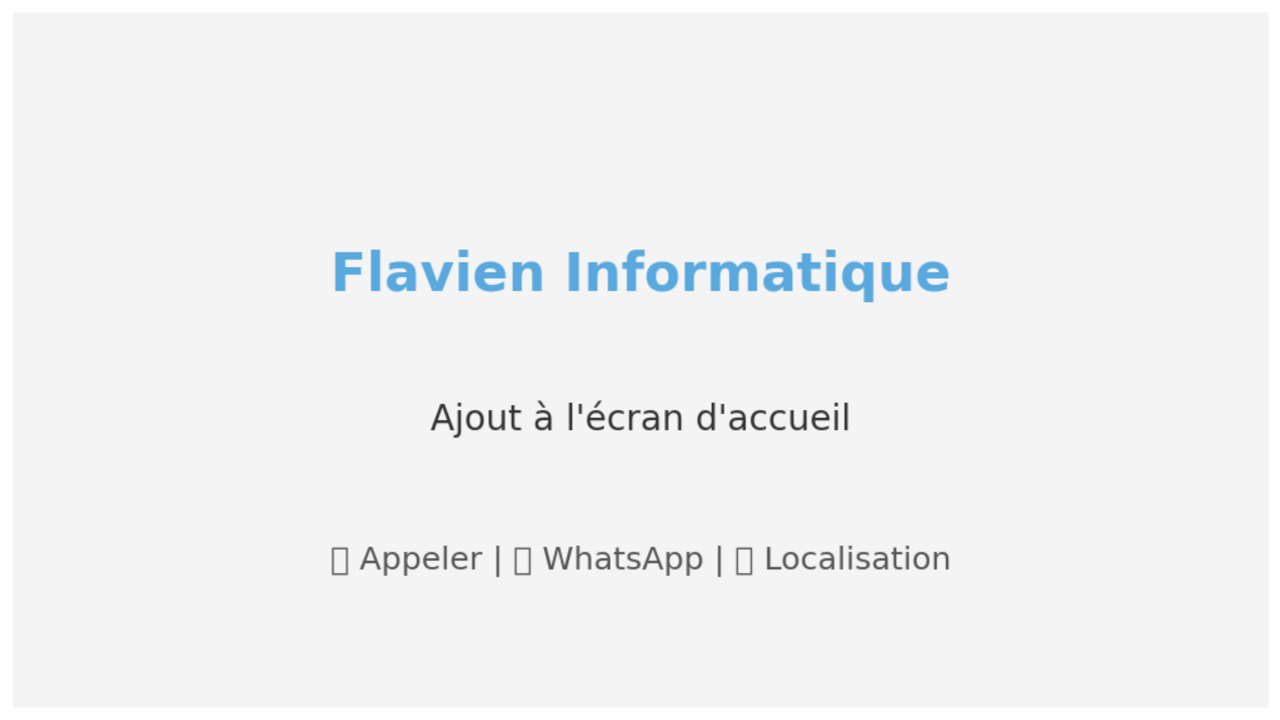 Flavien Informatique
Ajout à l'écran d'accueil
▯ Appeler | ▯ WhatsApp | ▯ Localisation